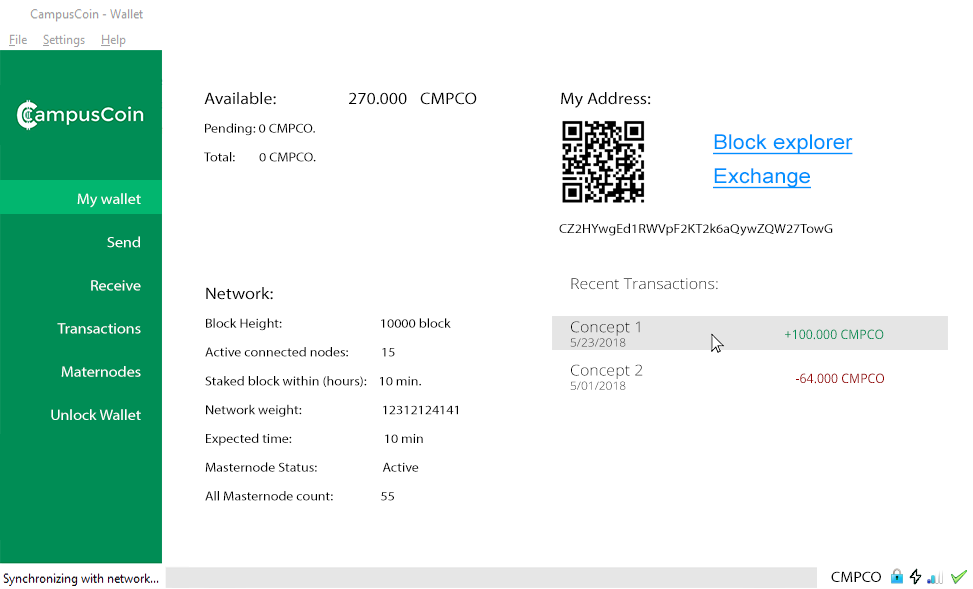 CampusCoin - Wallet
File Settings Help
CampusCoin
My wallet
Send
Receive
Transactions
Maternodes
Unlock Wallet
Available: 270.000 CMPCO
Pending: 0 CMPCO.
Total: 0 CMPCO.
My Address:
Block explorer
Exchange
CZ2HYwgEd1RWVpF2KT2k6aQywZQW27TowG
Network:
Block Height: 10000 block
Active connected nodes: 15
Staked block within (hours): 10 min.
Network weight: 12312124141
Expected time: 10 min
Masternode Status: Active
All Masternode count: 55
Recent Transactions:
Concept 1
5/23/2018
+100.000 CMPCO
Concept 2
5/01/2018
-64.000 CMPCO
Synchronizing with network...
CMPCO